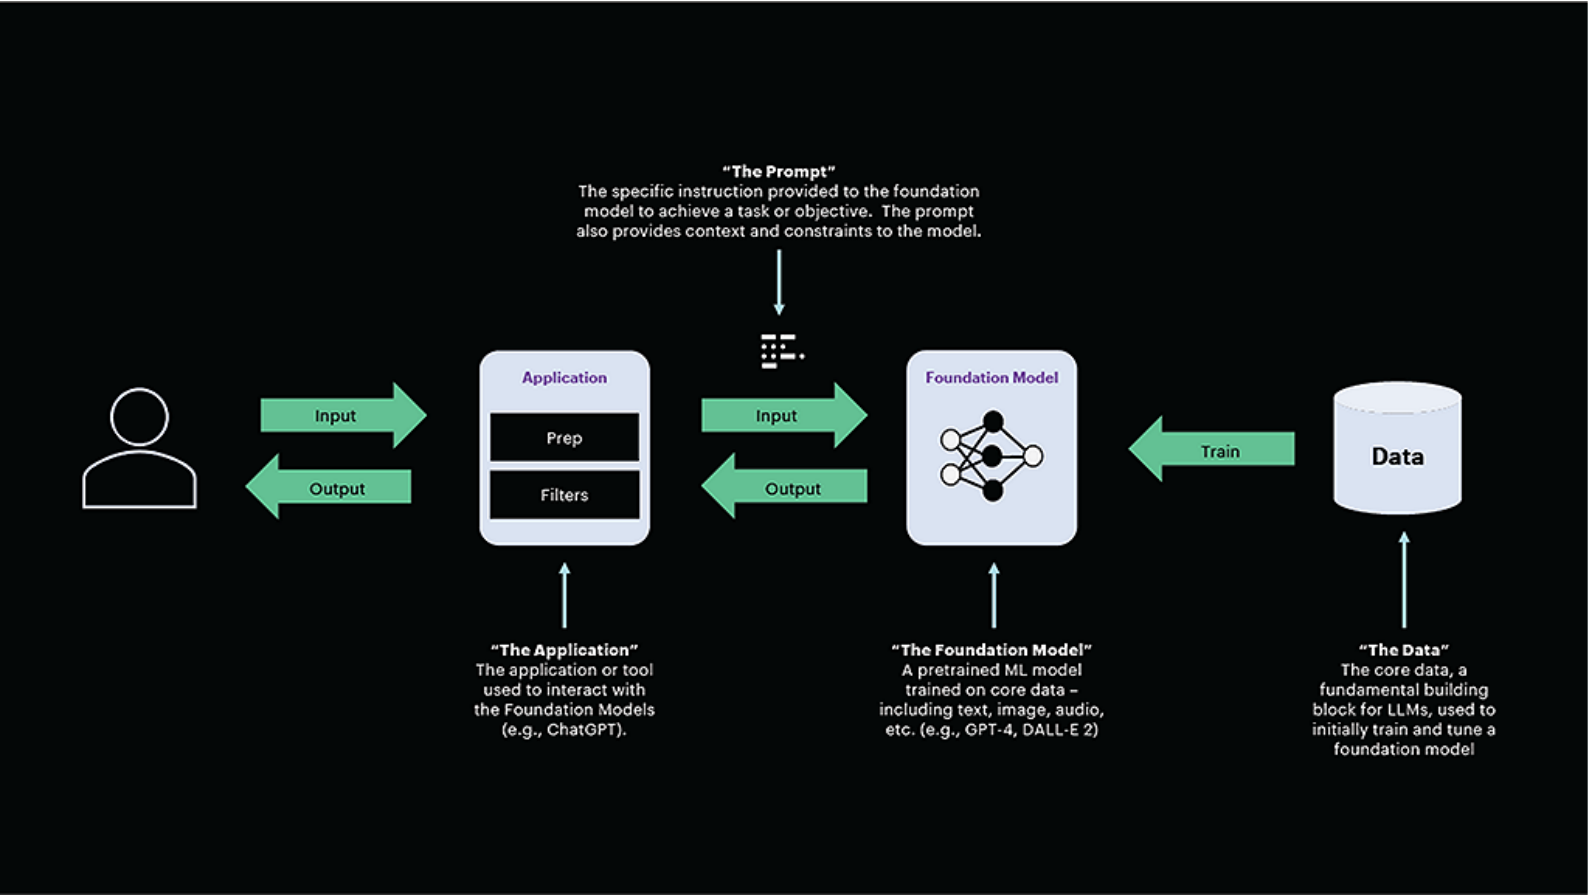 “The Prompt”
The specific instruction provided to the foundation
model to achieve a task or objective. The prompt
also provides context and constraints to the model.
Input
Output
Application
Prep
Filters
Input
Output
Foundation Model
Train
Data
“The Application”
The application or tool
used to interact with
the Foundation Models
(e.g., ChatGPT).
“The Foundation Model”
A pretrained ML model
trained on core data –
including text, image, audio,
etc. (e.g., GPT-4, DALL-E 2)
“The Data”
The core data, a
fundamental building
block for LLMs, used to
initially train and tune a
foundation model